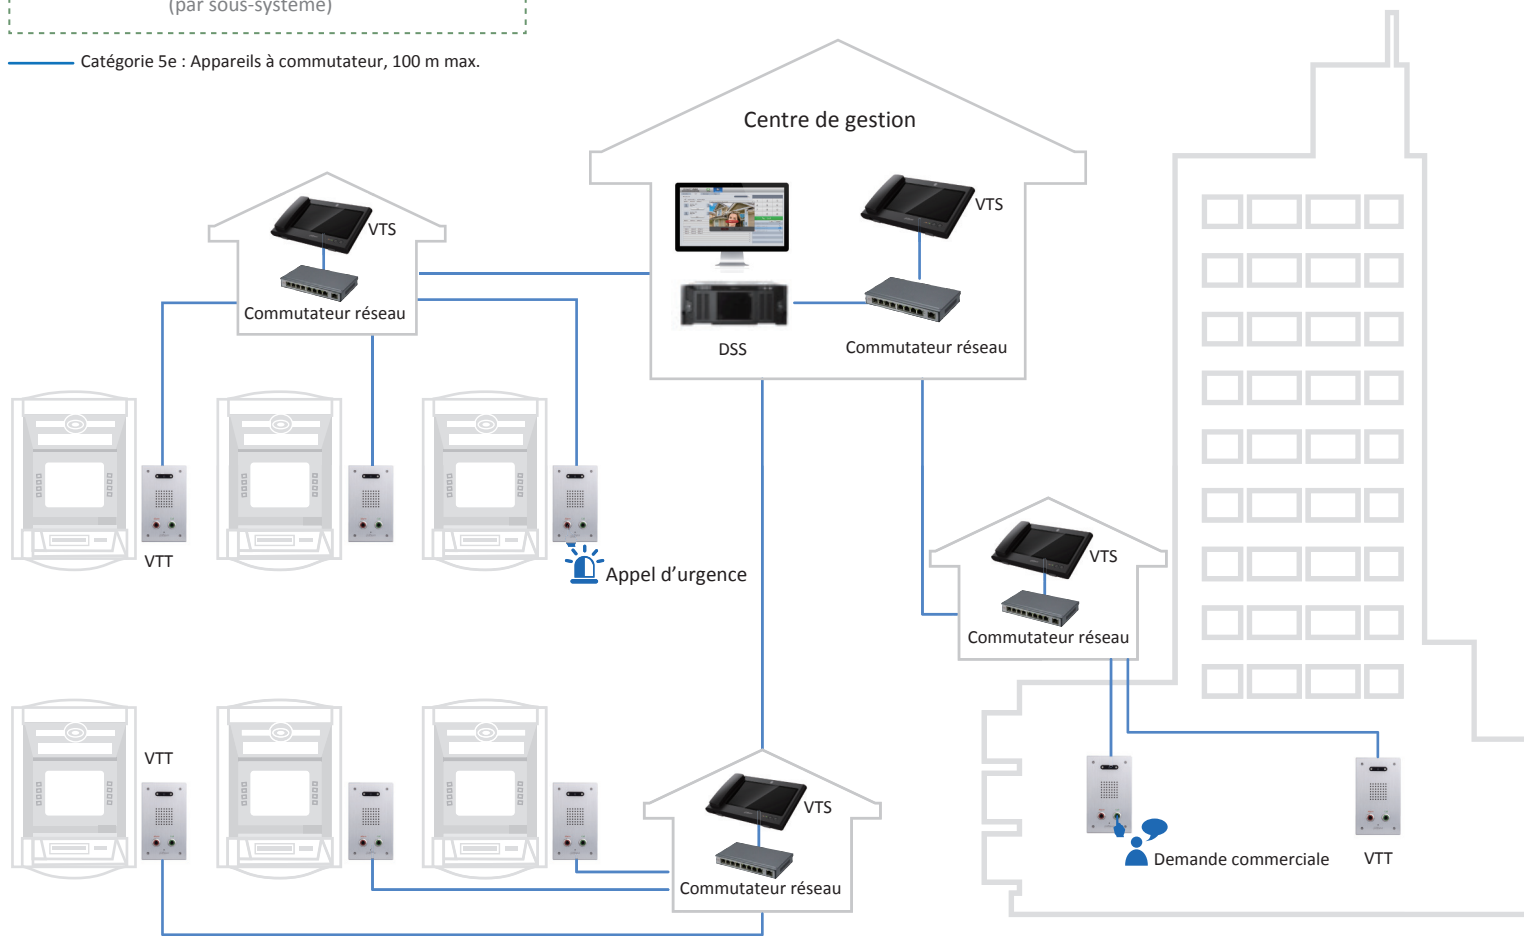 (par sous-système)
Catégorie 5e : Appareils à commutateur, 100 m max.
Centre de gestion
VTS
VTS
Commutateur réseau
DSS
Commutateur réseau
VTT
Appel d’urgence
VTS
Commutateur réseau
VTT
VTS
Commutateur réseau
Demande commerciale
VTT